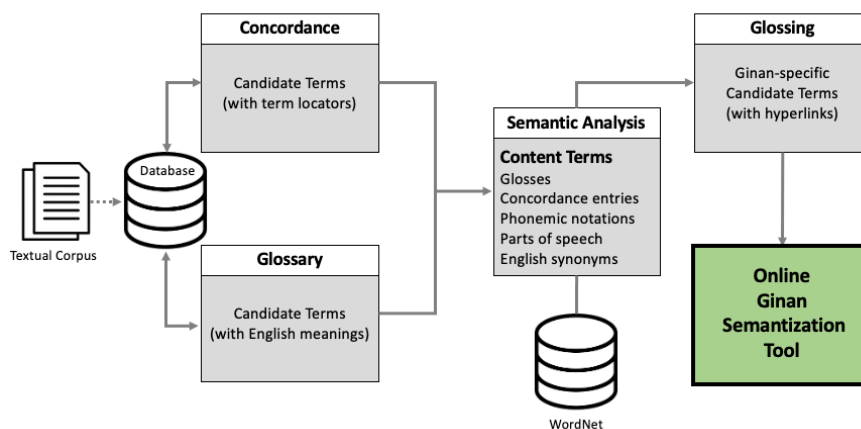 Concordance
Candidate Terms
(with term locators)
Textual Corpus
Database
Glossary
Candidate Terms
(with English meanings)
Semantic Analysis
Content Terms
Glosses
Concordance entries
Phonemic notations
Parts of speech
English synonyms
WordNet
Glossing
Ginan-specific
Candidate Terms
(with hyperlinks)
Online
Ginan
Semantization
Tool